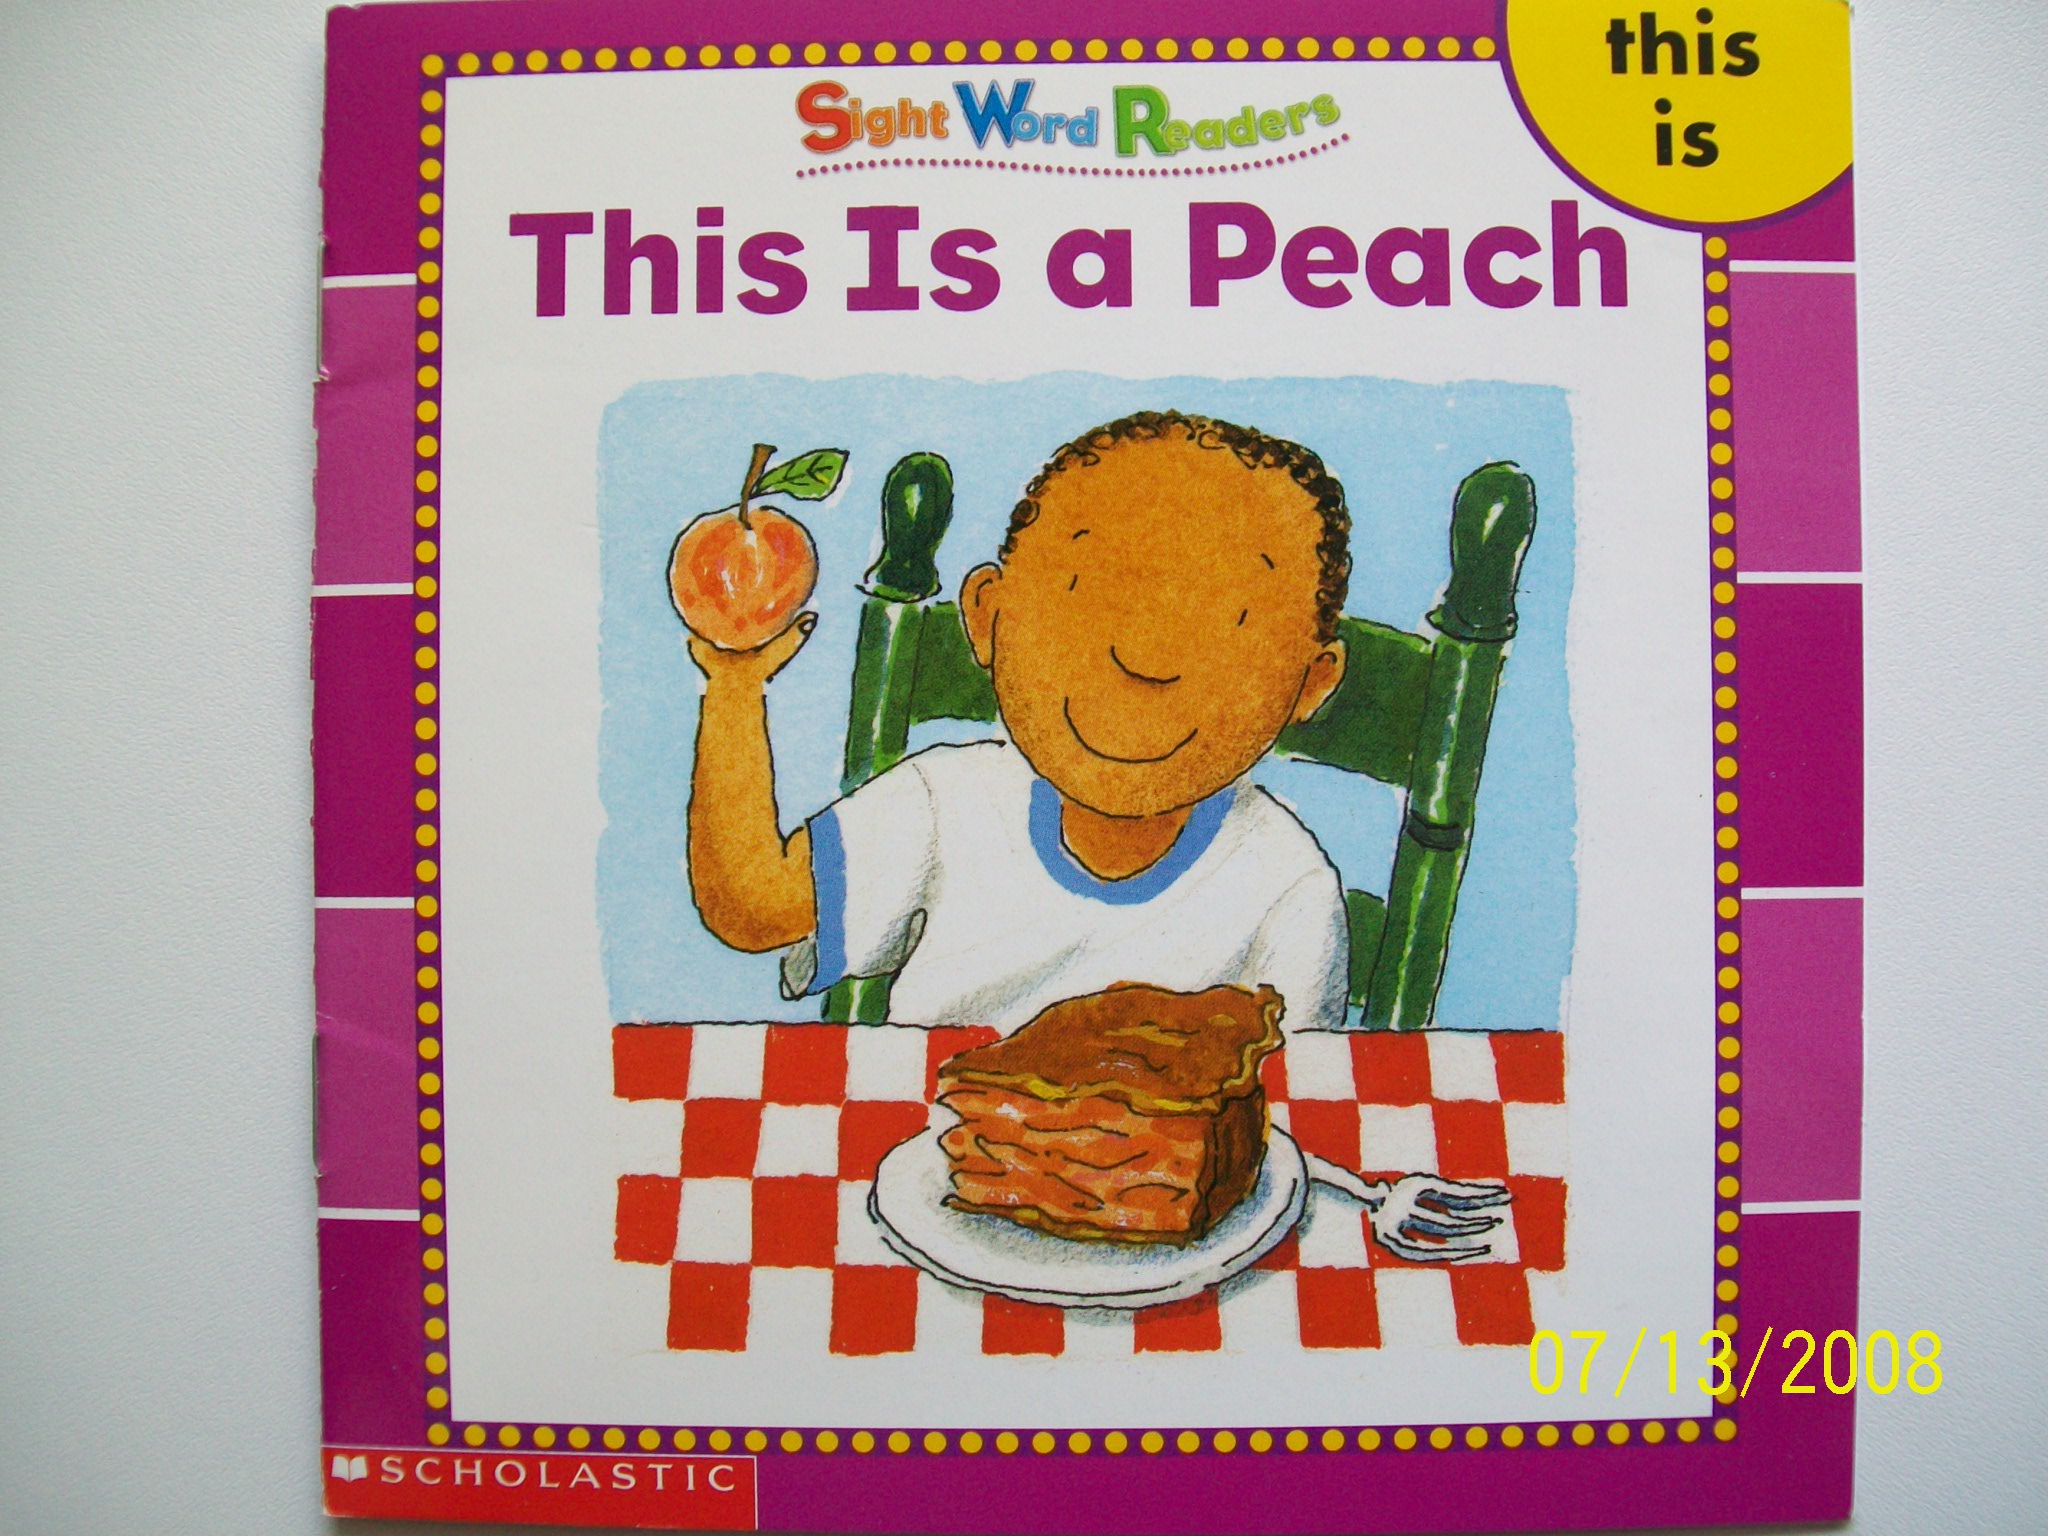 this
is
Sight Word Readers
This Is a Peach
07/13/2008
SCHOLASTIC